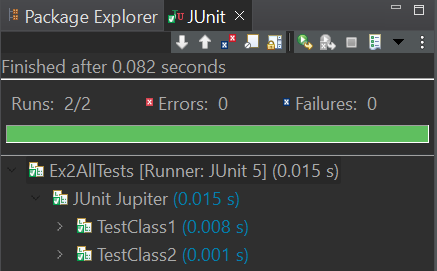 Package Explorer JUnit
Finished after 0.082 seconds
Runs: 2/2 Errors: 0 Failures: 0
Ex2AllTests [Runner: JUnit 5] (0.015 s)
JUnit Jupiter (0.015 s)
TestClass1 (0.008 s)
TestClass2 (0.001 s)